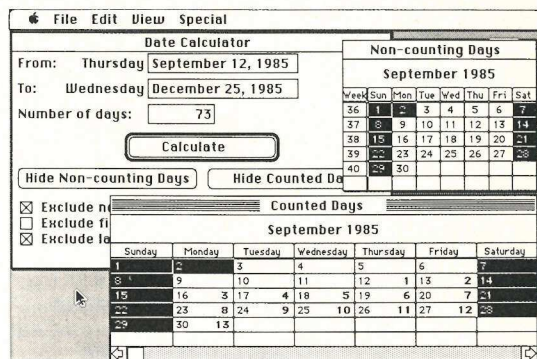 File Edit View Special
Date Calculator
From: Thursday September 12, 1985
To: Wednesday December 25, 1985
Number of days: 73
Calculate
Hide Non-counting Days Hide Counted Da
Exclude n
Exclude fi
Exclude la
Non-counting Days
September 1985
Week Sun Mon Tue Wed Thu Fri Sat
36 1 2 3 4 5 6 7
37 8 9 10 11 12 13 14
38 15 16 17 18 19 20 21
39 22 23 24 25 26 27 28
40 29 30
Counted Days
September 1985
Sunday Monday Tuesday Wednesday Thursday Friday Saturday
1 2 3 4 5 6 7
8 9 10 11 12 1 13 2 14
15 16 3 17 4 18 5 19 6 20 7 21
22 23 8 24 9 25 10 26 11 27 12 28
29 30 13